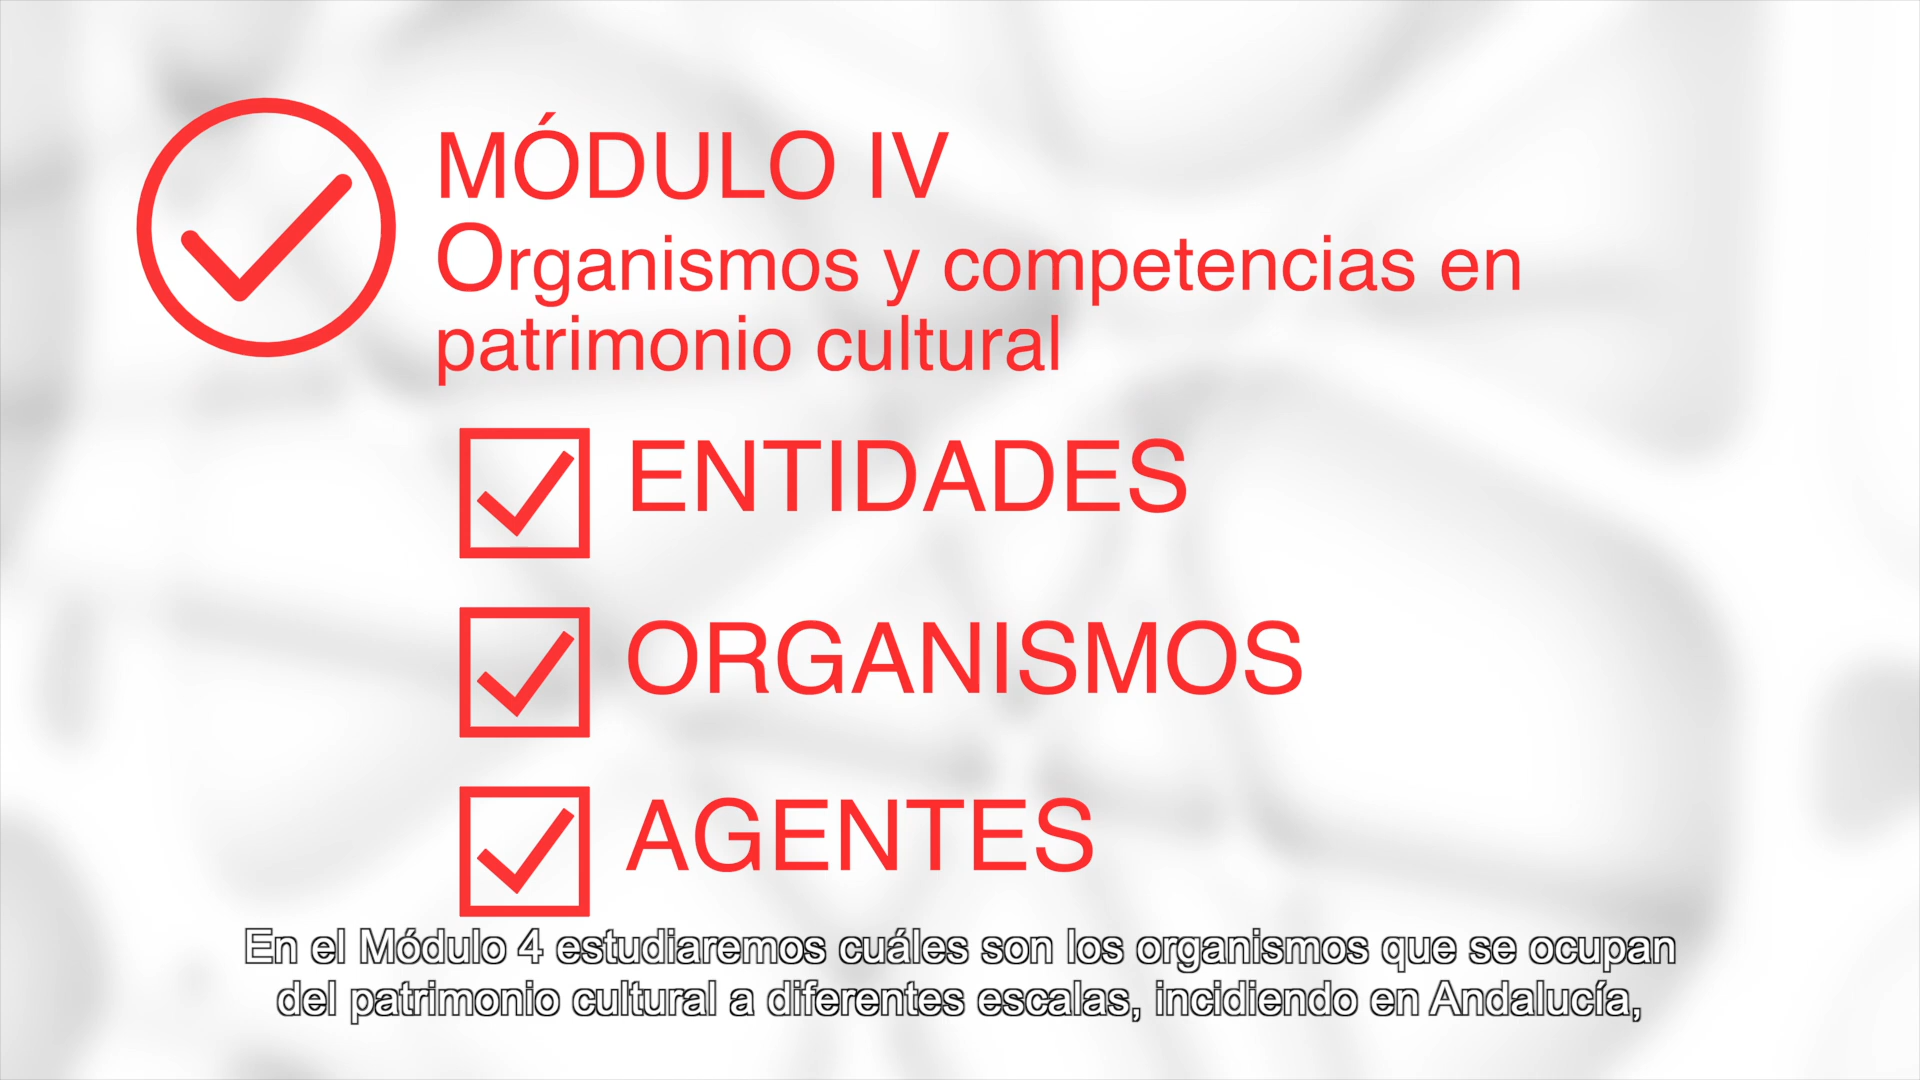 MÓDULO IV
Organismos y competencias en
patrimonio cultural
ENTIDADES
ORGANISMOS
AGENTES
En el Módulo 4 estudiaremos cuáles son los organismos que se ocupan
del patrimonio cultural a diferentes escalas, incidiendo en Andalucía,